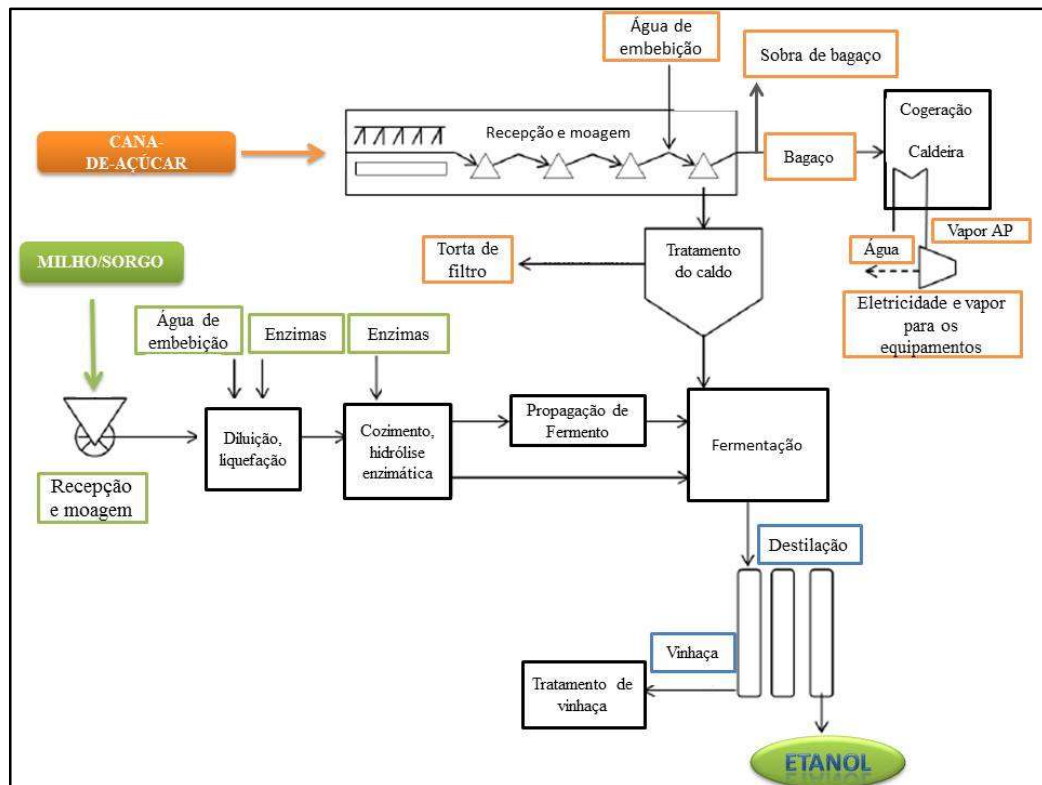 Água de
embebição
Sobra de bagaço
CANA-
DE-AÇÚCAR
Recepção e moagem
Bagaço
Cogeração
Caldeira
Vapor AP
Água
Eletricidade e vapor
para os
equipamentos
Torta de
filtro
Tratamento
do caldo
MILHO/SORGO
Água de
embebição
Enzimas
Enzimas
Recepção
e moagem
Diluição,
liquefação
Cozimento,
hidrólise
enzimática
Propagação de
Fermento
Fermentação
Destilação
Vinhaça
Tratamento de
vinhaça
ETANOL